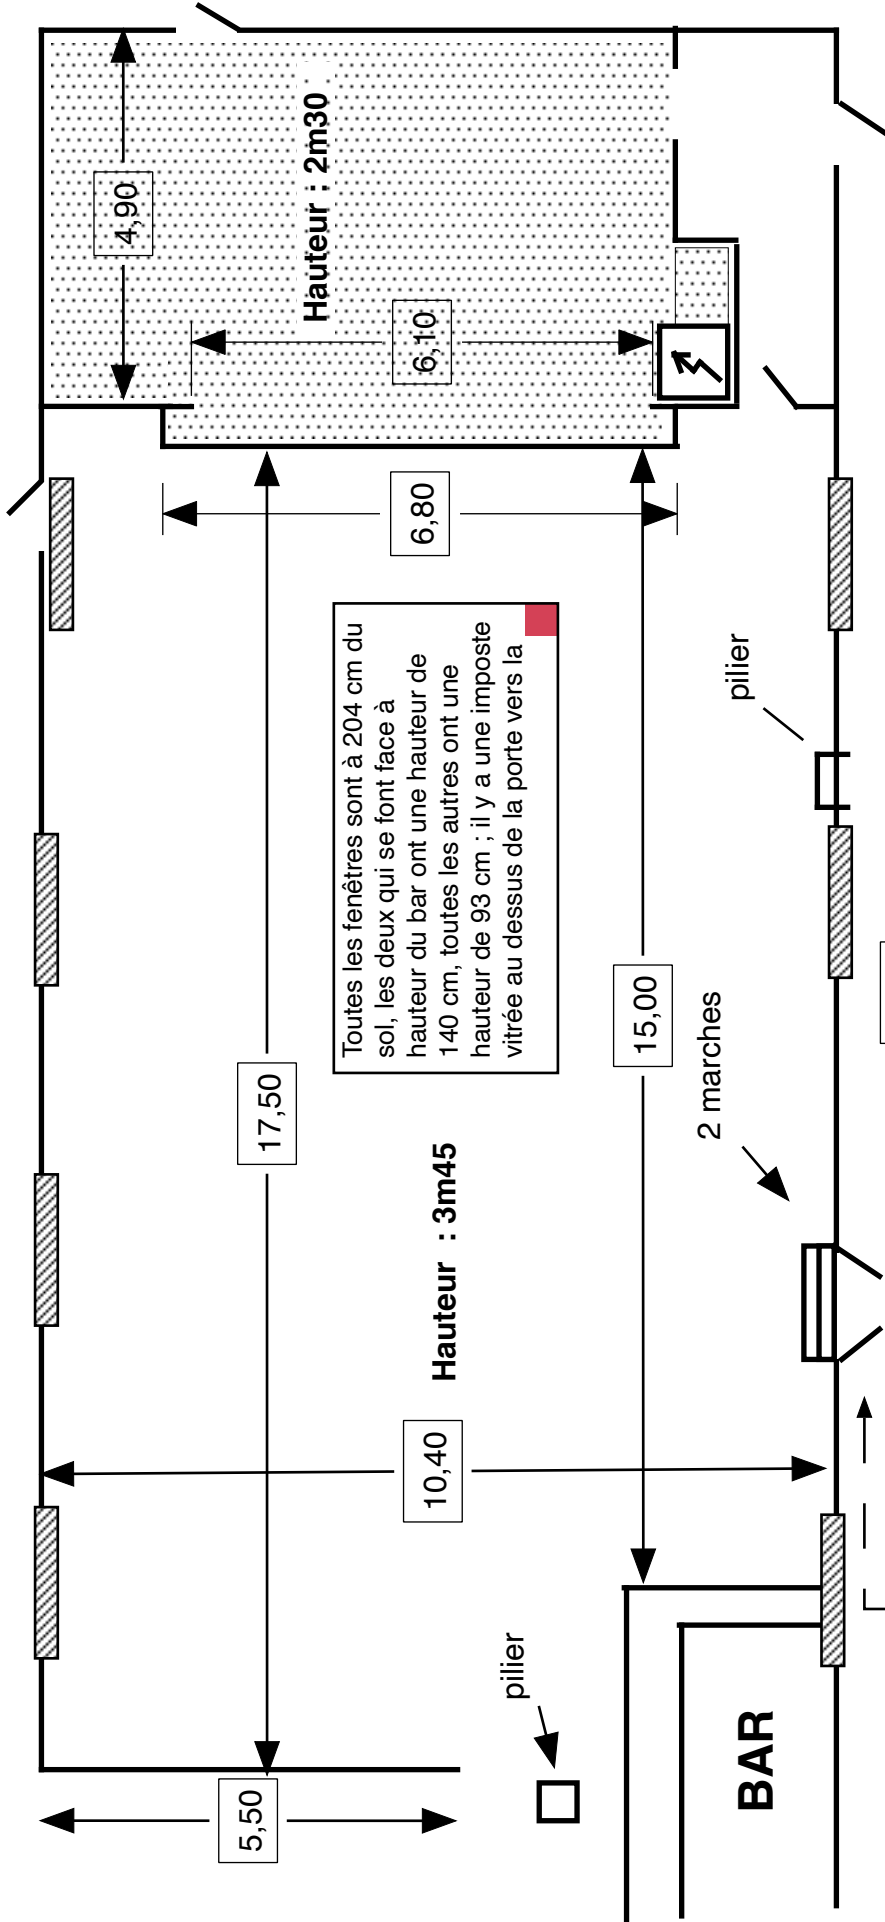 4,90
Hauteur : 2m30
6,10
6,80
Toutes les fenêtres sont à 204 cm du
sol, les deux qui se font face à
hauteur du bar ont une hauteur de
140 cm, toutes les autres ont une
hauteur de 93 cm ; il y a une imposte
vitrée au dessus de la porte vers la
pilier
17,50
15,00
2 marches
Hauteur : 3m45
10,40
pilier
5,50
BAR